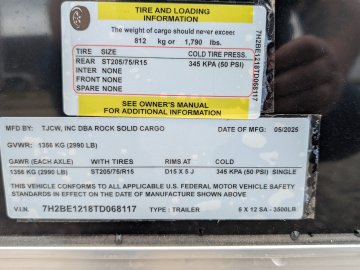 TIRE AND LOADING
INFORMATION
The weight of cargo should never exceed
812 kg or 1,790 lbs.
TIRE SIZE COLD TIRE PRESS.
REAR ST205/75/R15 345 KPA (50 PSI)
INTER NONE
FRONT NONE
SPARE NONE
SEE OWNER'S MANUAL
FOR ADDITIONAL INFORMATION
7H2BE1218TD068117
MFD BY: TJCW, INC DBA ROCK SOLID CARGO DATE OF MFG 05/2025
GVWR: 1356 KG (2990 LB)
GAWR (EACH AXLE) WITH TIRES RIMS AT COLD
1356 KG (2990 LB) ST205/75/R15 D15 X 5 J 345 KPA (50 PSI) SINGLE
THIS VEHICLE CONFORMS TO ALL APPLICABLE U.S. FEDERAL MOTOR VEHICLE SAFETY
STANDARDS IN EFFECT ON THE DATE OF MANUFACTURE SHOWN ABOVE
V.I.N. 7H2BE1218TD068117 TYPE : TRAILER 6 X 12 SA - 3500LB